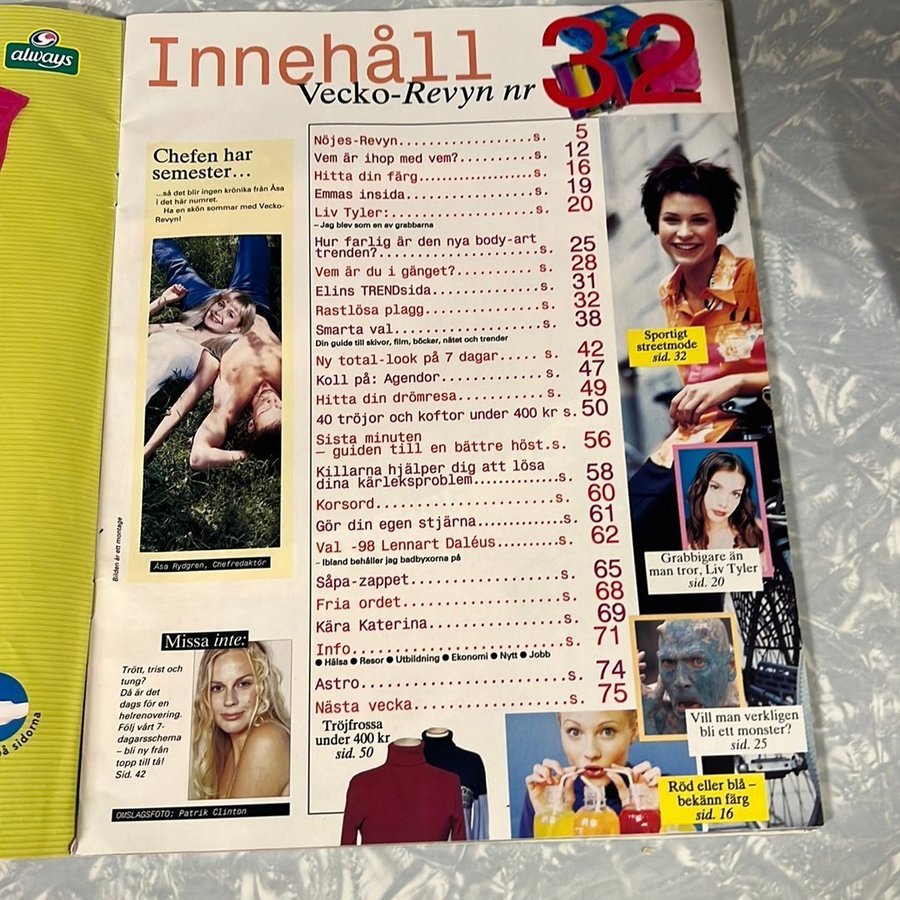 always
på sidorna
Innehåll
Vecko-Revyn nr 32
Chefen har
semester...
...så det blir ingen krönika från Åsa
i det här numret.
Ha en skön sommar med Vecko-
Revyn!
Bilden är ett montage
Åsa Rydgren, Chefredaktör
Missa inte:
Trött, trist och
tung?
Då är det
dags för en
helrenovering.
Följ vårt 7-
dagarsschema
– bli ny från
topp till tå!
Sid. 42
OMSLAGSFOTO: Patrik Clinton
Nöjes-Revyn..................s. 5
Vem är ihop med vem?..........s. 12
Hitta din färg....................s. 16
Emmas insida....................s. 19
Liv Tyler:..................s. 20
– Jag blev som en av grabbarna
Hur farlig är den nya body-art
trenden?....................s. 25
Vem är du i gänget?.......... s. 28
Elins TRENDsida..............s. 31
Rastlösa plagg...............s. 32
Smarta val..................s. 38
Din guide till skivor, film, böcker, nätet och trender
Ny total-look på 7 dagar..... s. 42
Koll på: Agendor.............s. 47
Hitta din drömresa...........s. 49
40 tröjor och koftor under 400 kr s. 50
Sista minuten
– guiden till en bättre höst.s. 56
Killarna hjälper dig att lösa
dina kärleksproblem.............s. 58
Korsord.......................s. 60
Gör din egen stjärna.............s. 61
Val -98 Lennart Daléus..........s. 62
– Ibland behåller jag badbyxorna på
Såpa-zappet..................s. 65
Fria ordet...................s. 68
Kära Katerina................s. 69
Info.........................s. 71
● Hälsa ● Resor ● Utbildning ● Ekonomi ● Nytt ● Jobb
Astro........................s. 74
Nästa vecka..................s. 75
Tröjfrossa
under 400 kr
sid. 50
Sportigt
streetmode
sid. 32
Grabbigare än
man tror, Liv Tyler
sid. 20
Vill man verkligen
bli ett monster?
sid. 25
Röd eller blå –
bekänn färg
sid. 16